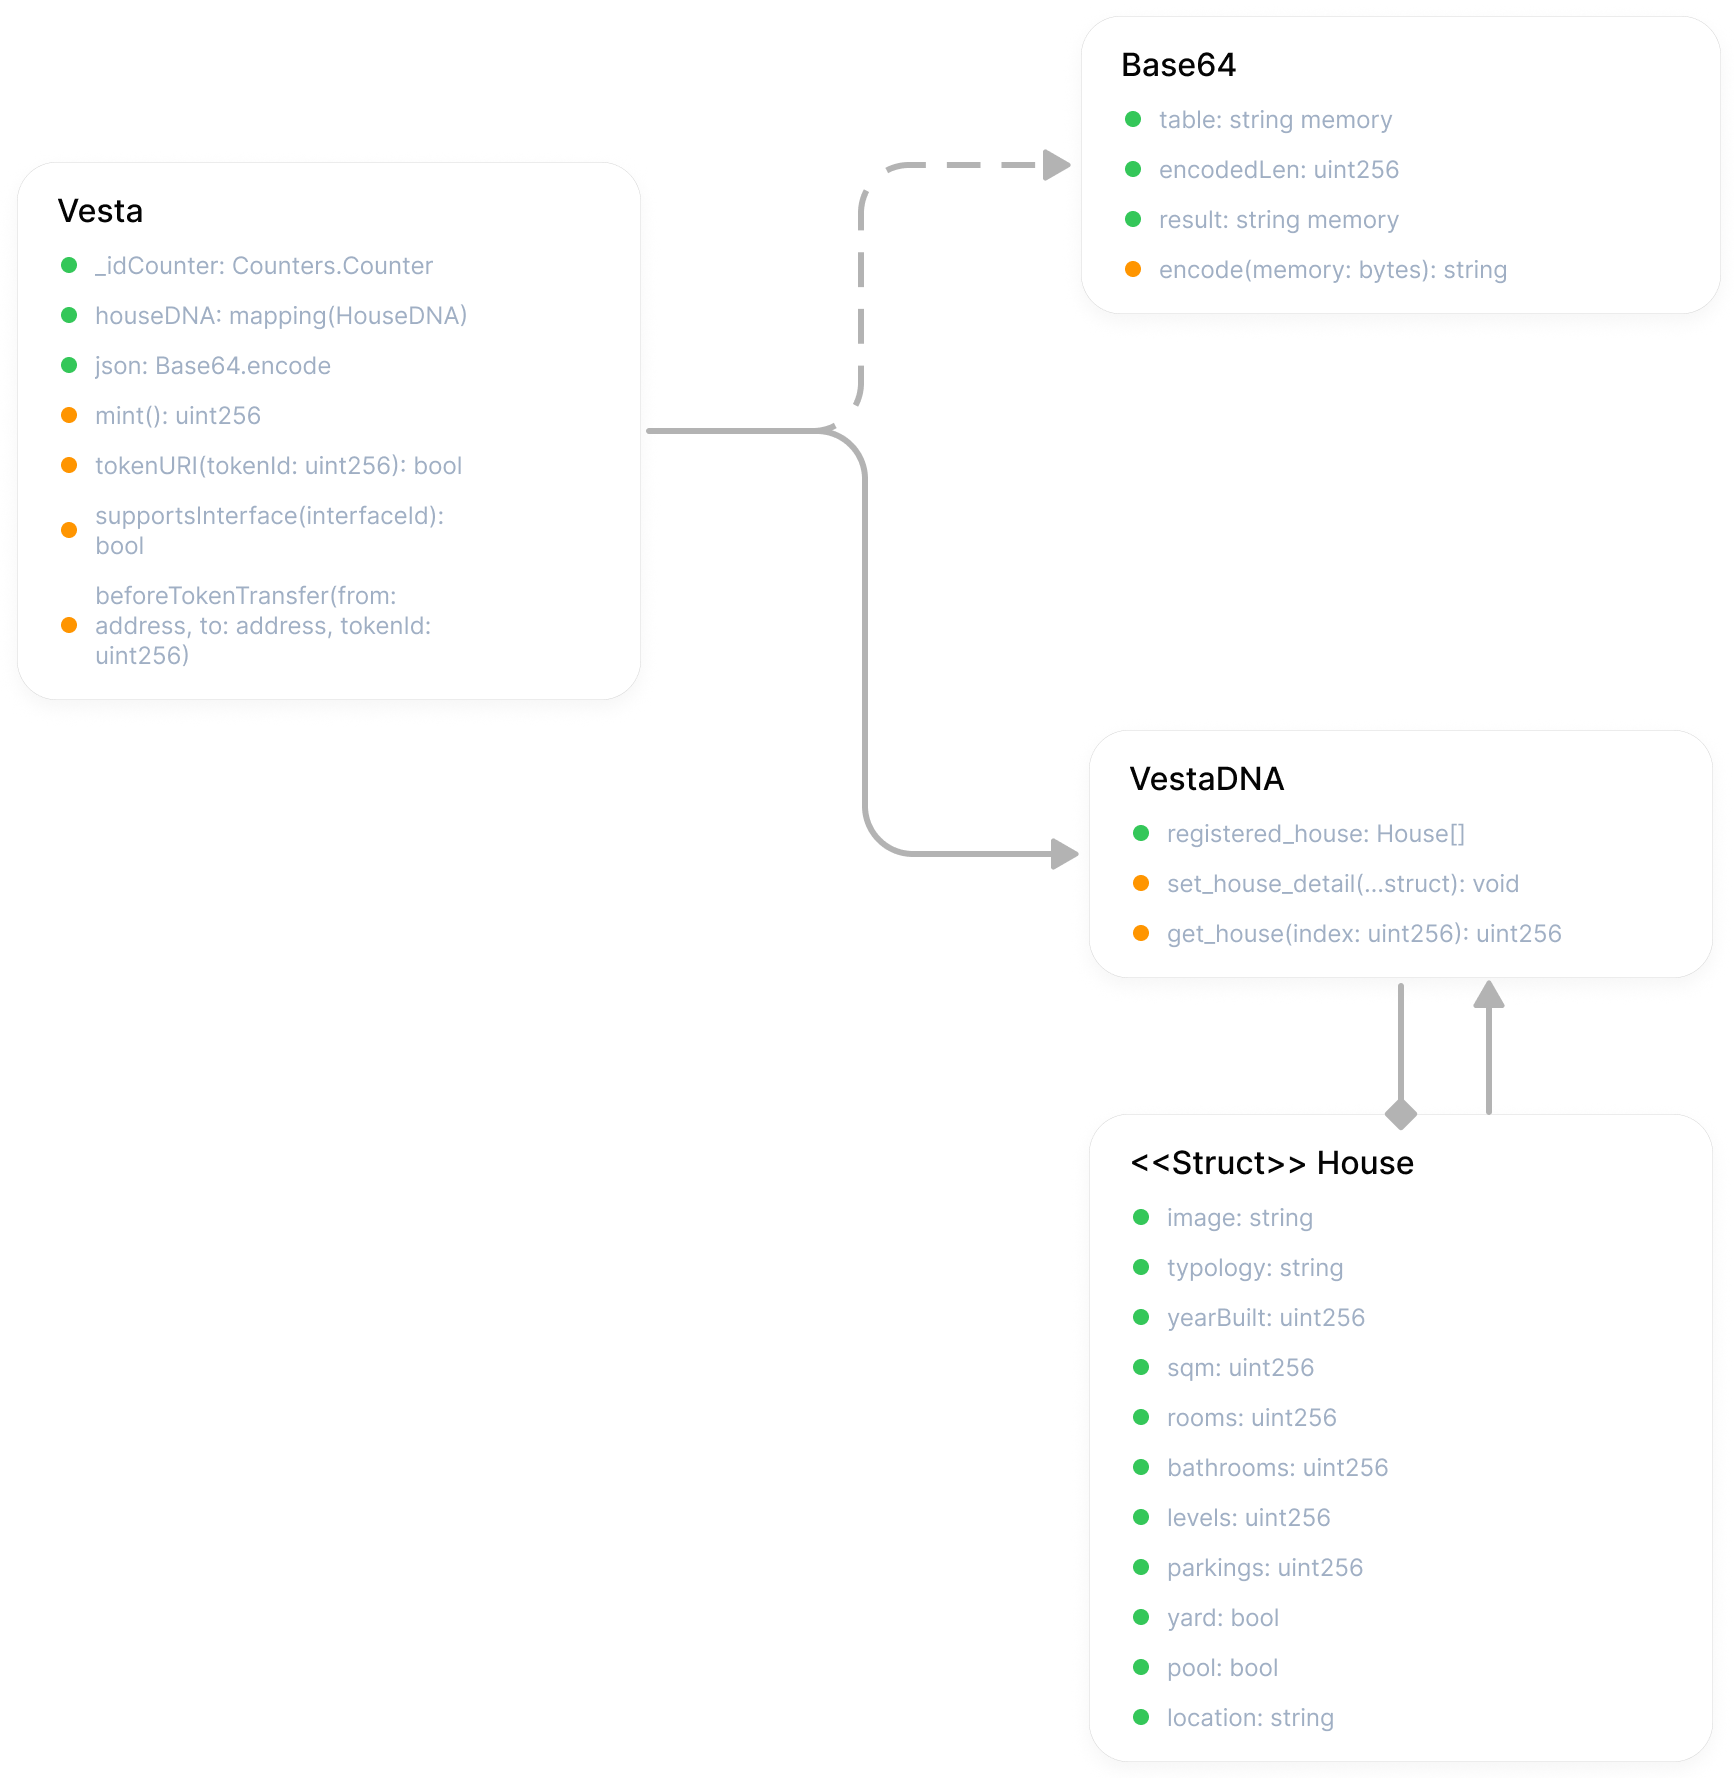 Base64
table: string memory
encodedLen: uint256
result: string memory
encode(memory: bytes): string
Vesta
_idCounter: Counters.Counter
houseDNA: mapping(HouseDNA)
json: Base64.encode
mint(): uint256
tokenURI(tokenId: uint256): bool
supportsInterface(interfaceId):
bool
beforeTokenTransfer(from:
address, to: address, tokenId:
uint256)
VestaDNA
registered_house: House[]
set_house_detail(...struct): void
get_house(index: uint256): uint256
<<Struct>> House
image: string
typology: string
yearBuilt: uint256
sqm: uint256
rooms: uint256
bathrooms: uint256
levels: uint256
parkings: uint256
yard: bool
pool: bool
location: string